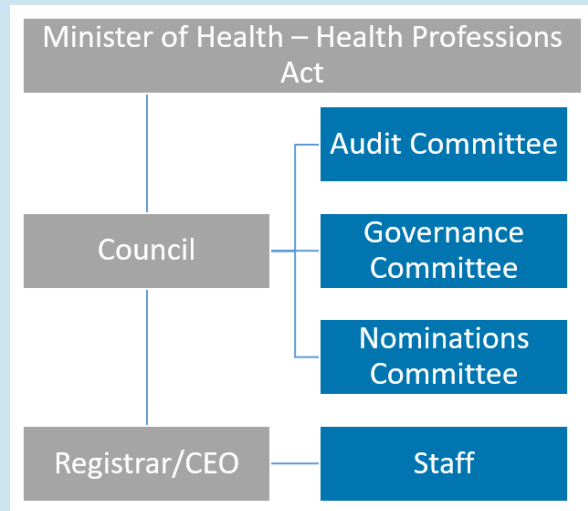 Minister of Health – Health Professions
Act
Audit Committee
Council
Governance
Committee
Nominations
Committee
Registrar/CEO
Staff